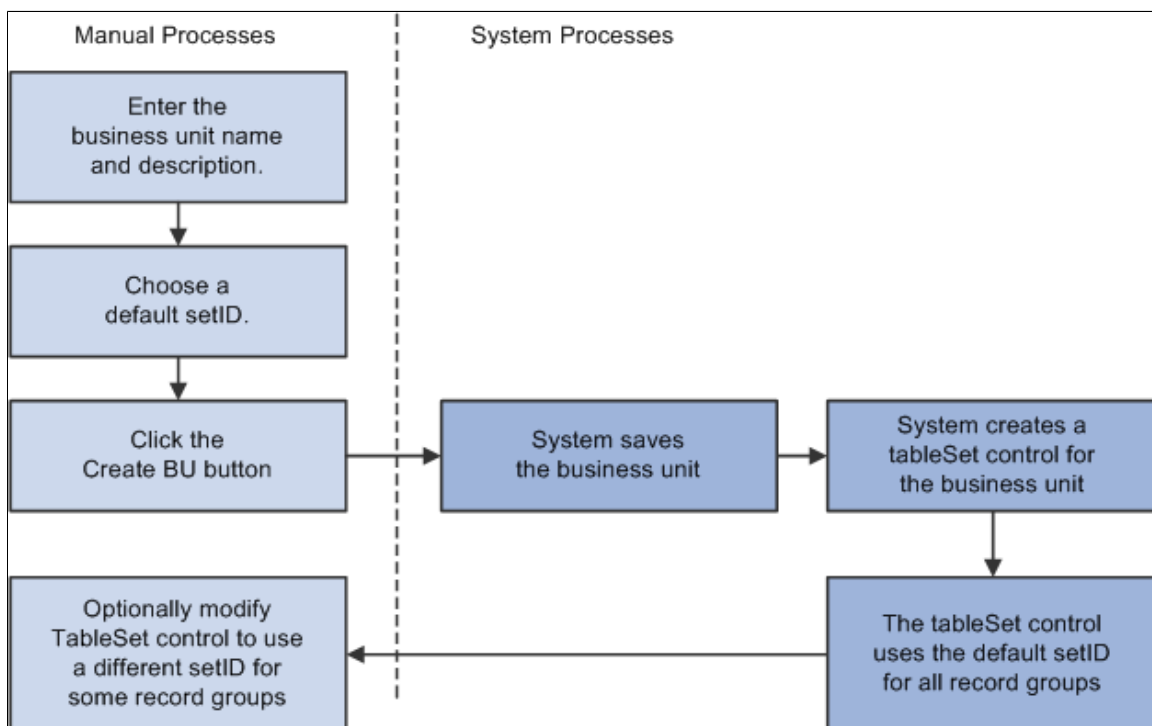 Manual Processes
System Processes
Enter the
business unit name
and description.
Choose a
default setID.
Click the
Create BU button
System saves
the business unit
System creates a
tableSet control for
the business unit
Optionally modify
TableSet control to use
a different setID for
some record groups
The tableSet control
uses the default setID
for all record groups